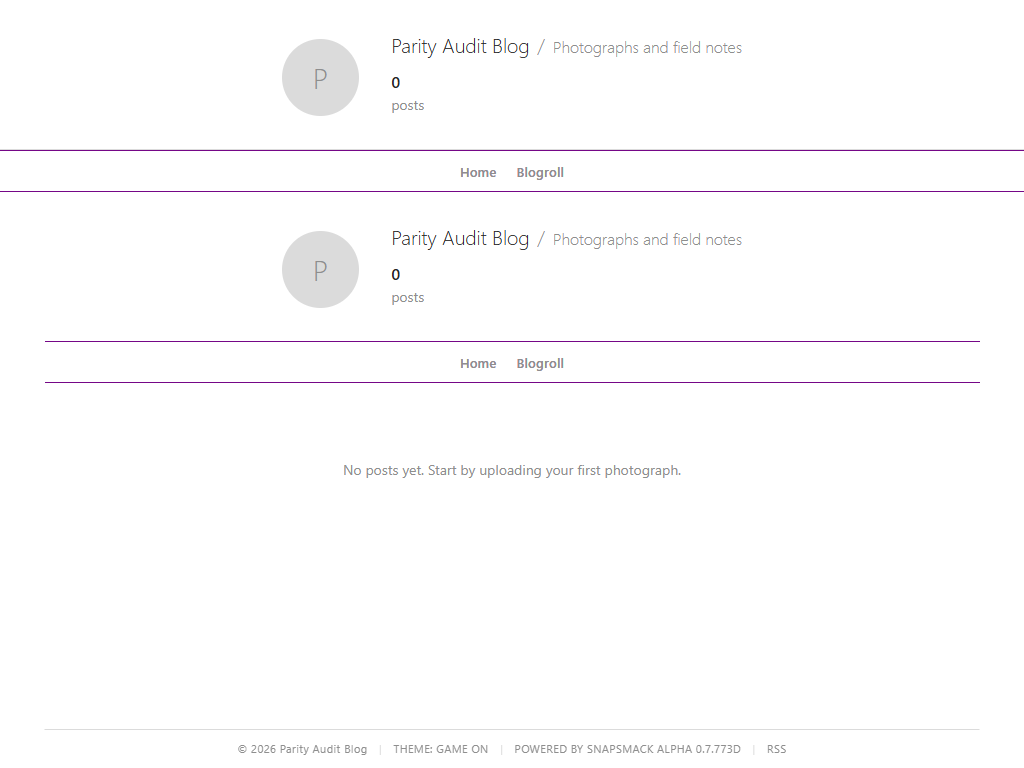 P
Parity Audit Blog / Photographs and field notes
0
posts
Home Blogroll
P
Parity Audit Blog / Photographs and field notes
0
posts
Home Blogroll
No posts yet. Start by uploading your first photograph.
© 2026 Parity Audit Blog | THEME: GAME ON | POWERED BY SNAPSMACK ALPHA 0.7.773D | RSS